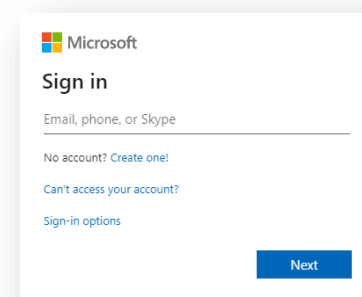 Microsoft
Sign in
Email, phone, or Skype
No account? Create one!
Can't access your account?
Sign-in options
Next